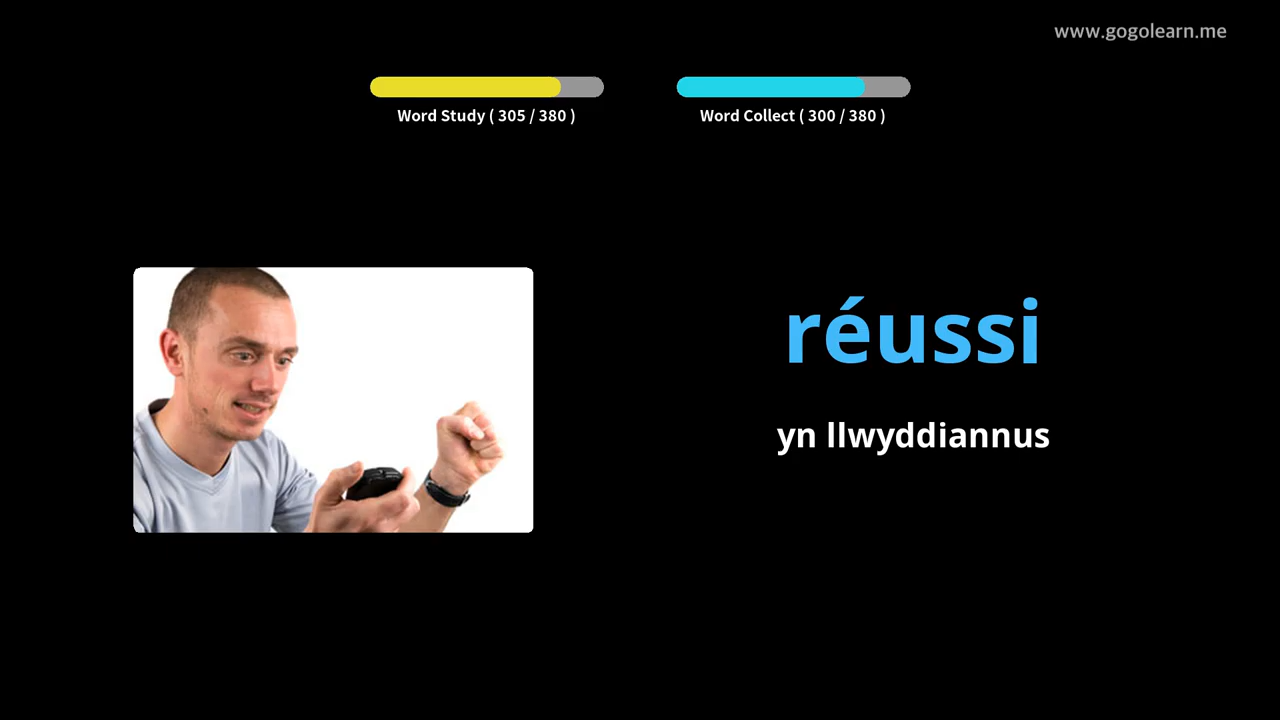 www.gogolearn.me
Word Study ( 305 / 380 )
Word Collect ( 300 / 380 )
réussi
yn llwyddiannus